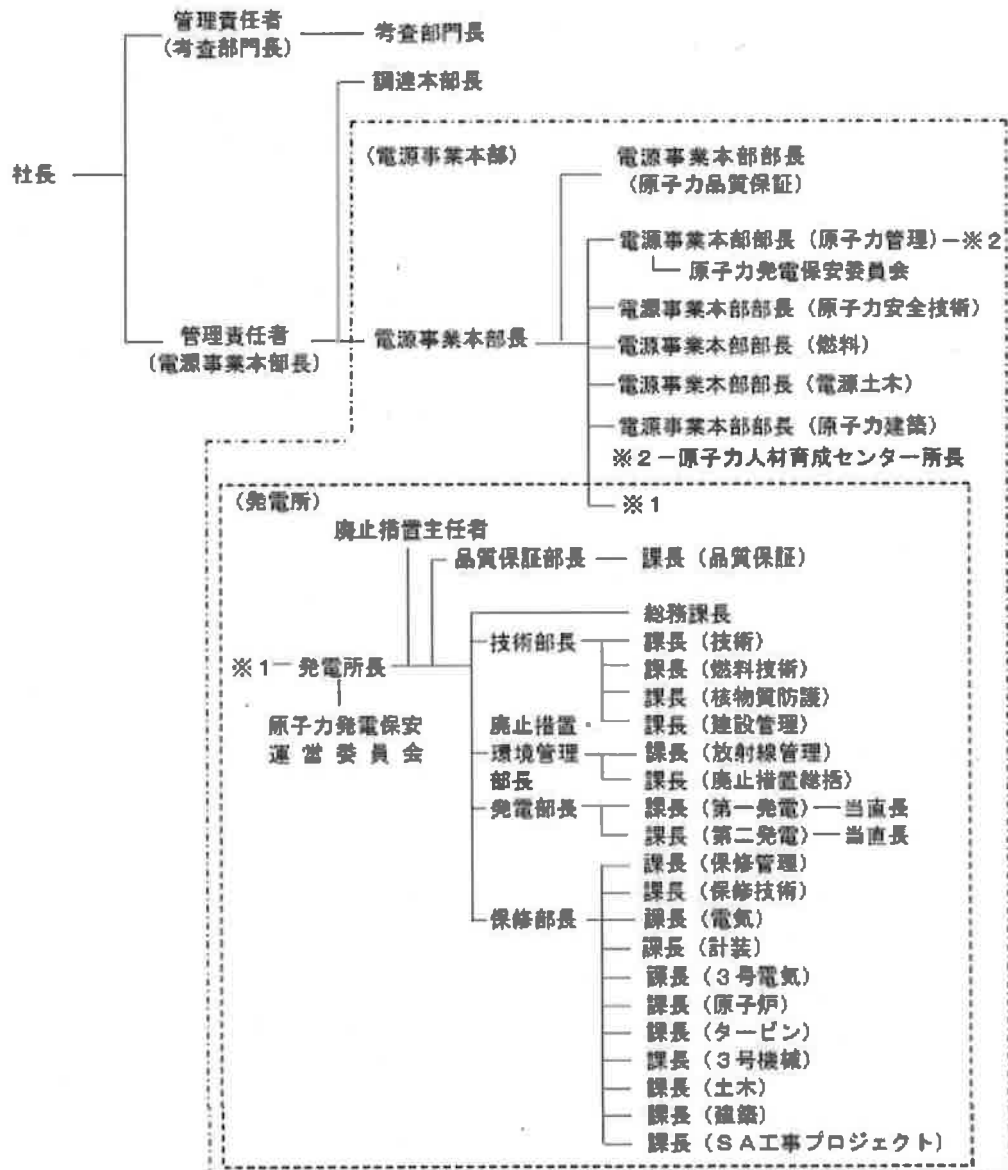 管理責任者
(考査部門長)
考査部門長
調達本部長
社長
(電源事業本部)
電源事業本部部長
(原子力品質保証)
電源事業本部部長(原子力管理)－※2
原子力発電保安委員会
電源事業本部部長(原子力安全技術)
管理責任者
(電源事業本部長)
電源事業本部長
電源事業本部部長(燃料)
電源事業本部部長(電源土木)
電源事業本部部長(原子力建築)
※2－原子力人材育成センター所長
※1
(発電所)
廃止措置主任者
品質保証部長
課長(品質保証)
総務課長
技術部長
課長(技術)
※1
発電所長
課長(燃料技術)
課長(核物質防護)
原子力発電保安
運営委員会
廃止措置・
環境管理
部長
課長(建設管理)
課長(放射線管理)
課長(廃止措置総括)
発電部長
課長(第一発電)
当直長
課長(第二発電)
当直長
課長(保修管理)
課長(保修技術)
保修部長
課長(電気)
課長(計装)
課長(3号電気)
課長(原子炉)
課長(タービン)
課長(3号機械)
課長(土木)
課長(建築)
課長(SA工事プロジェクト)